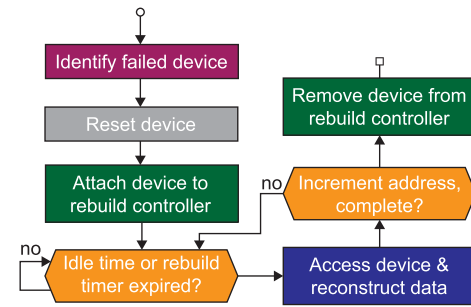 Identify failed device
Reset device
Attach device to
rebuild controller
no
Idle time or rebuild
timer expired?
Access device &
reconstruct data
no
Increment address,
complete?
Remove device from
rebuild controller